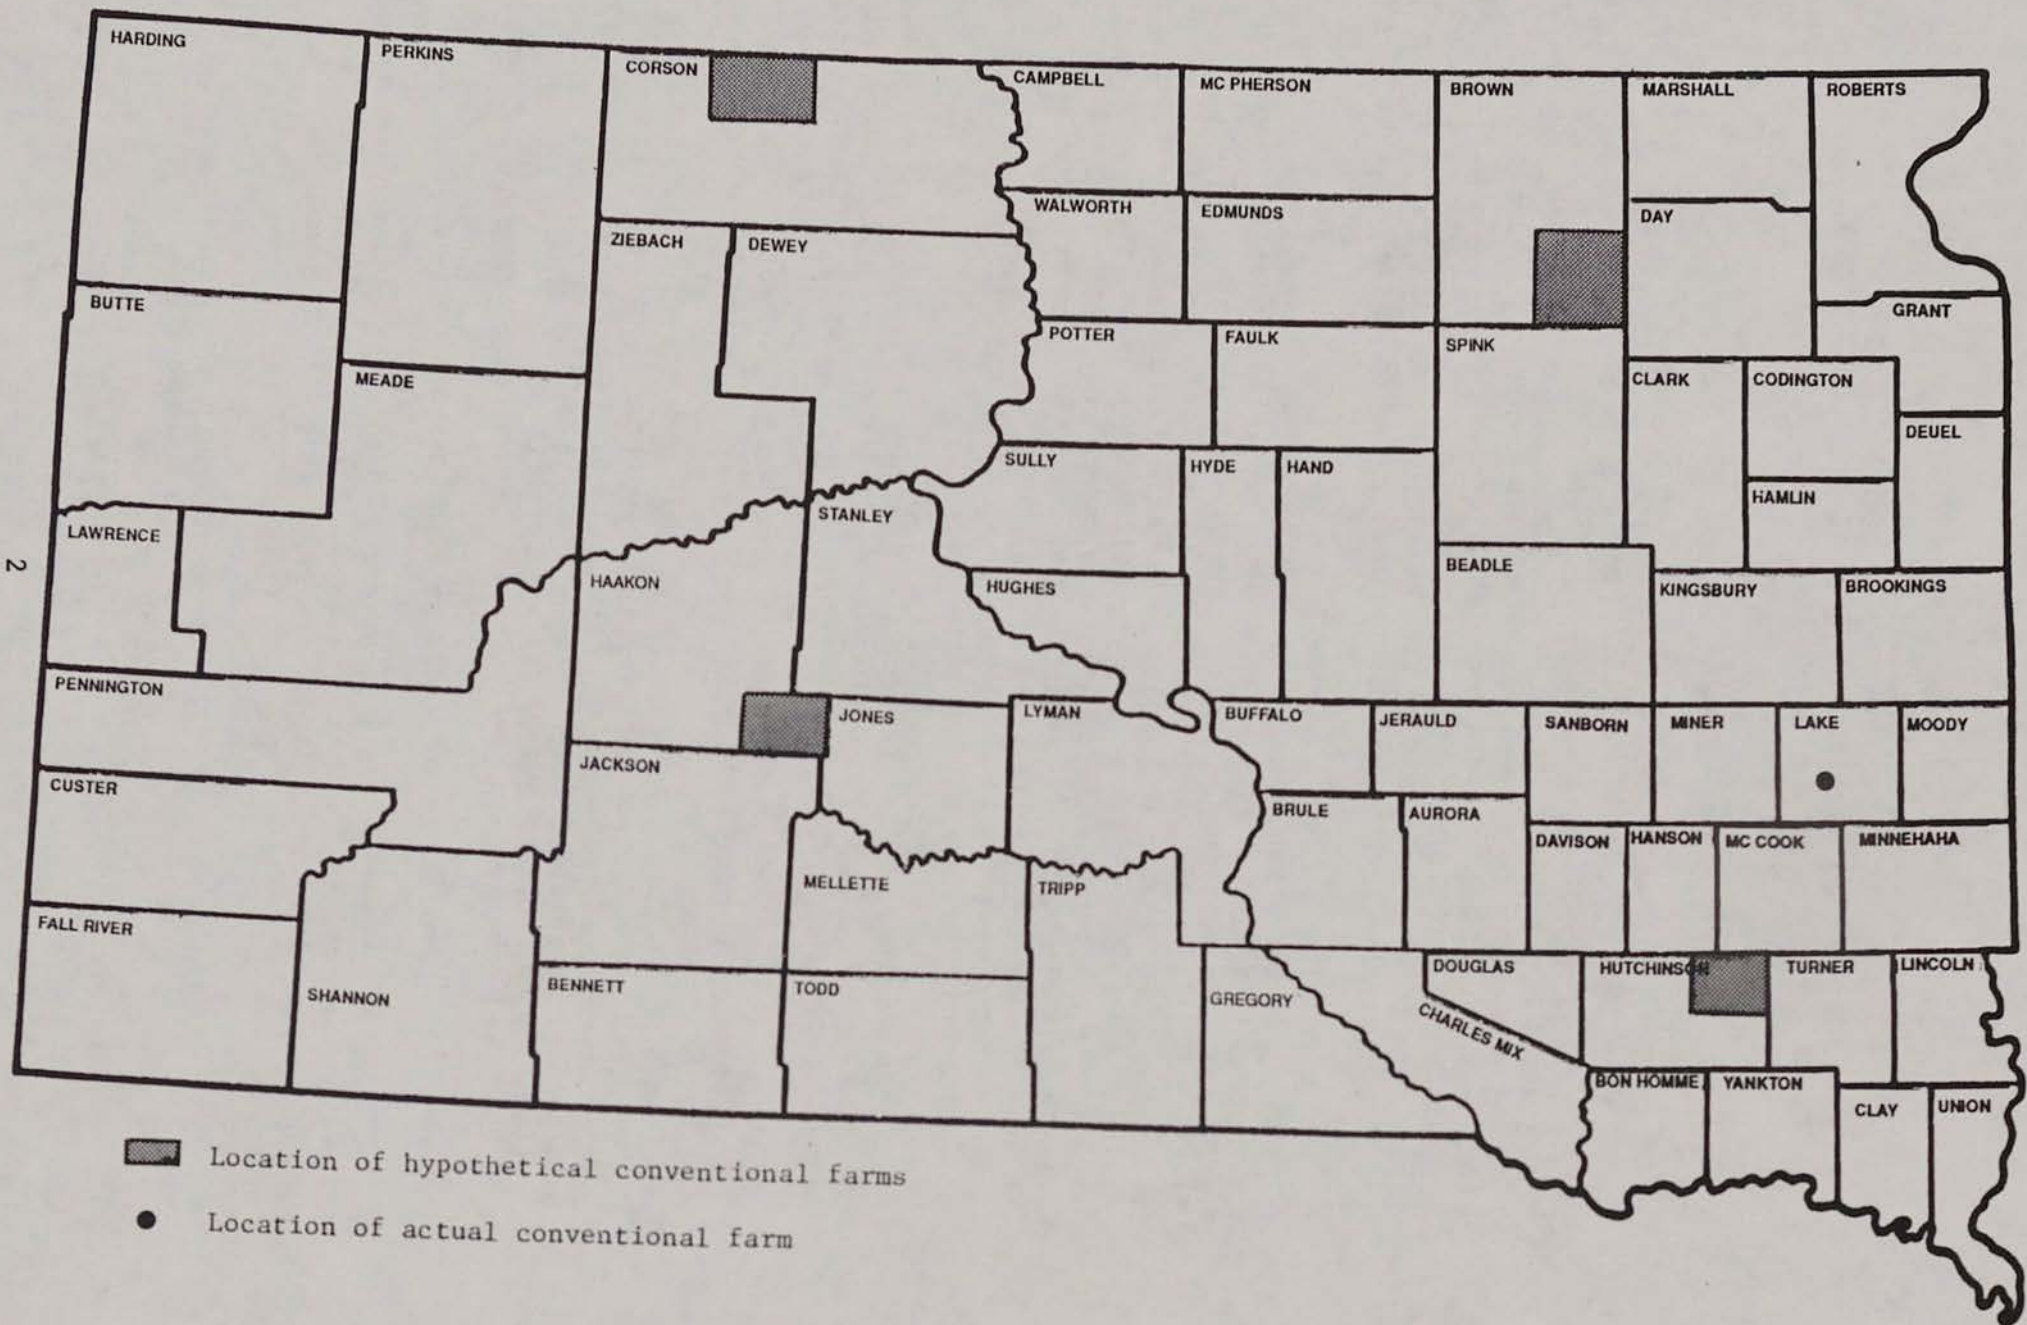 HARDING
PERKINS
CORSON
CAMPBELL
MC PHERSON
BROWN
MARSHALL
ROBERTS
WALWORTH
EDMUNDS
DAY
ZIEBACH
DEWEY
BUTTE
GRANT
POTTER
FAULK
SPINK
MEADE
CLARK
CODINGTON
DEUEL
SULLY
HYDE
HAND
HAMLIN
STANLEY
LAWRENCE
2
HAAKON
HUGHES
BEADLE
KINGSBURY
BROOKINGS
PENNINGTON
JONES
LYMAN
BUFFALO
JERAULD
SANBORN
MINER
LAKE
MOODY
JACKSON
CUSTER
BRULE
AURORA
DAVISON
HANSON
MC COOK
MINNEHAHA
MELLETTE
TRIPP
FALL RIVER
SHANNON
BENNETT
TODD
GREGORY
DOUGLAS
HUTCHINSON
TURNER
LINCOLN
CHARLES MIX
BON HOMME
YANKTON
CLAY
UNION
Location of hypothetical conventional farms
Location of actual conventional farm